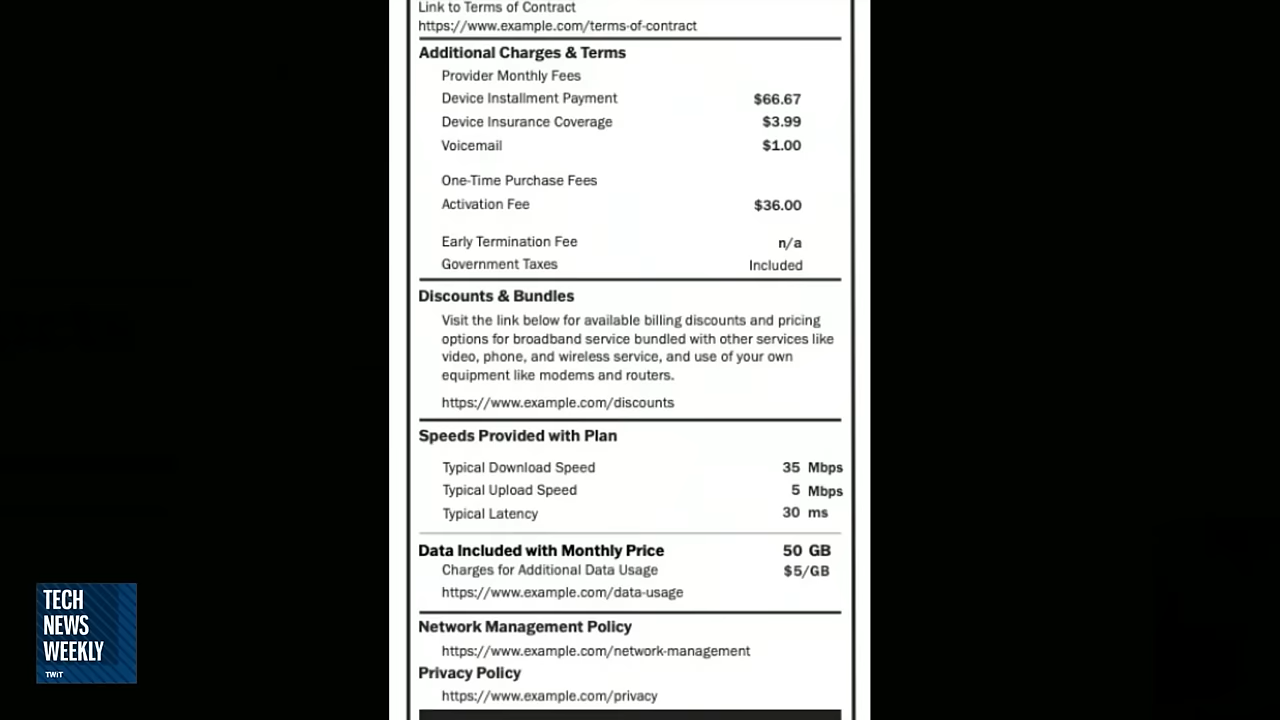 Link to Terms of Contract
https://www.example.com/terms-of-contract
Additional Charges & Terms
Provider Monthly Fees
Device Installment Payment $66.67
Device Insurance Coverage $3.99
Voicemail $1.00
One-Time Purchase Fees
Activation Fee $36.00
Early Termination Fee n/a
Government Taxes Included
Discounts & Bundles
Visit the link below for available billing discounts and pricing
options for broadband service bundled with other services like
video, phone, and wireless service, and use of your own
equipment like modems and routers.
https://www.example.com/discounts
Speeds Provided with Plan
Typical Download Speed 35 Mbps
Typical Upload Speed 5 Mbps
Typical Latency 30 ms
Data Included with Monthly Price 50 GB
Charges for Additional Data Usage $5/GB
https://www.example.com/data-usage
Network Management Policy
https://www.example.com/network-management
Privacy Policy
https://www.example.com/privacy
TECH
NEWS
WEEKLY
TWiT